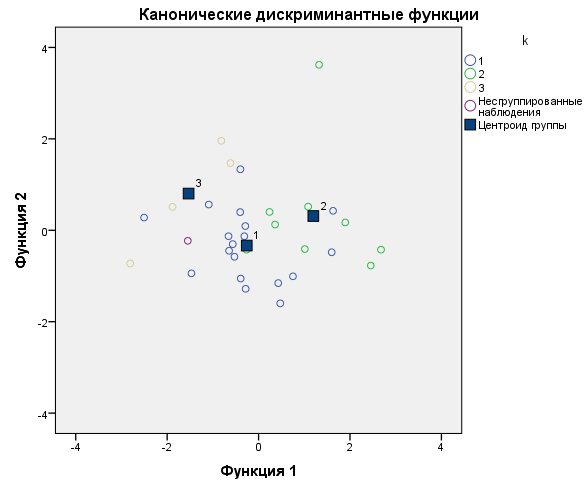 Канонические дискриминантные функции
k
1
2
3
Несгруппированные
наблюдения
Центроид группы
4
2
0
-2
-4
Функция 2
3
2
1
-4
-2
0
2
4
Функция 1